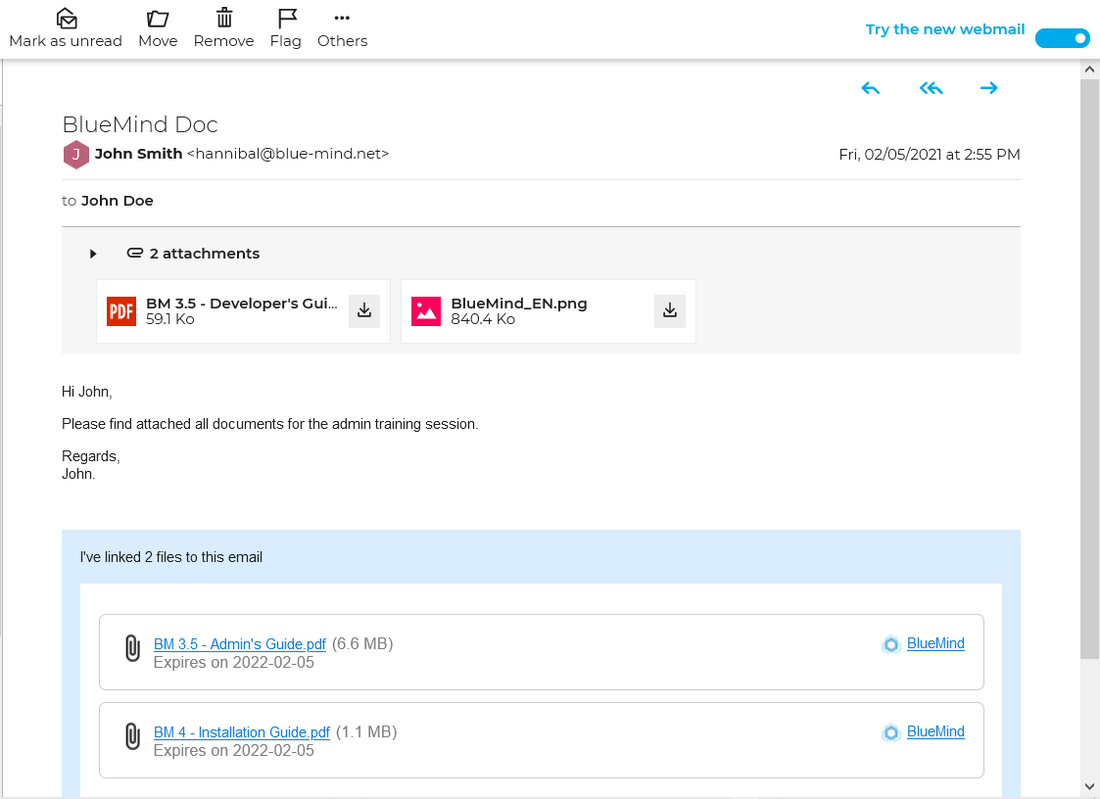 Mark as unread Move Remove Flag Others
Try the new webmail
BlueMind Doc
J John Smith <hannibal@blue-mind.net>
Fri, 02/05/2021 at 2:55 PM
to John Doe
2 attachments
PDF BM 3.5 - Developer's Gui...
59.1 Ko
BlueMind_EN.png
840.4 Ko
Hi John,
Please find attached all documents for the admin training session.
Regards,
John.
I've linked 2 files to this email
BM 3.5 - Admin's Guide.pdf (6.6 MB)
BlueMind
Expires on 2022-02-05
BM 4 - Installation Guide.pdf (1.1 MB)
BlueMind
Expires on 2022-02-05